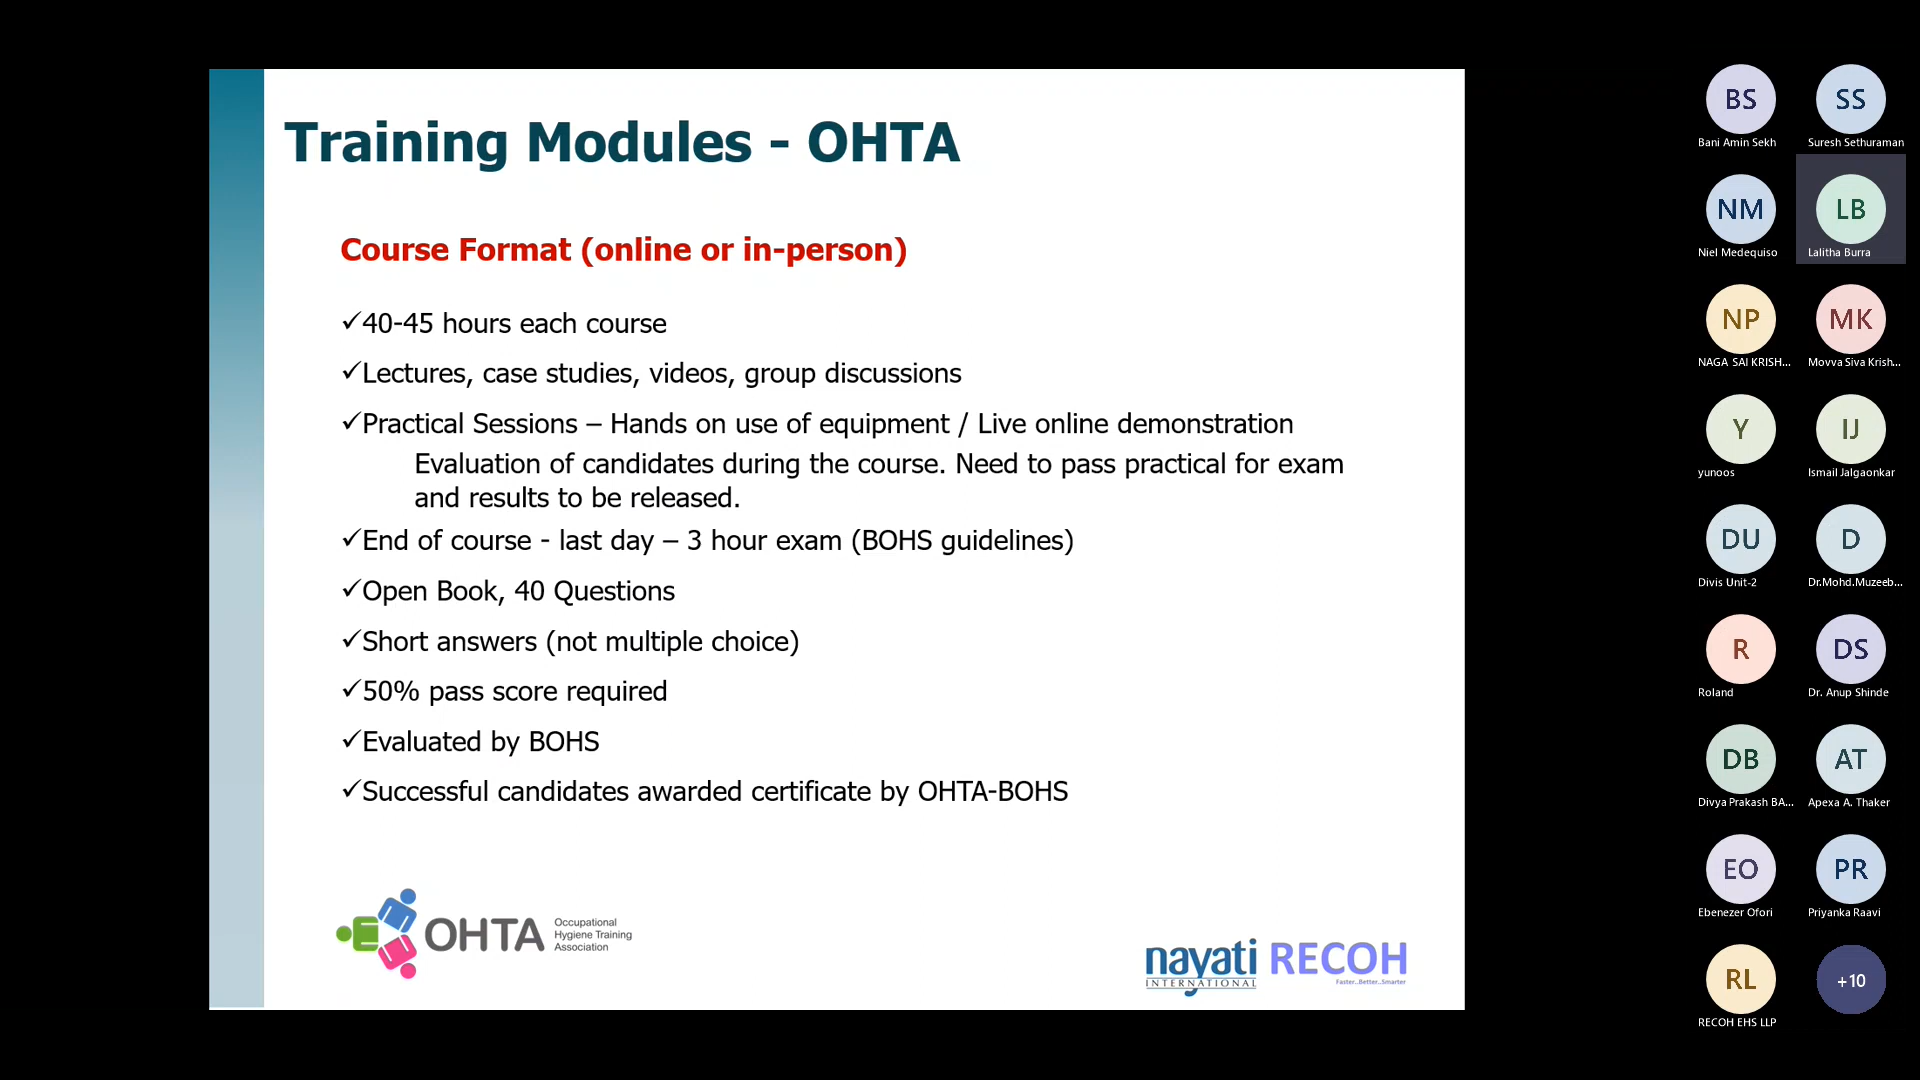 Training Modules - OHTA
Course Format (online or in-person)
✓40-45 hours each course
✓Lectures, case studies, videos, group discussions
✓Practical Sessions – Hands on use of equipment / Live online demonstration
Evaluation of candidates during the course. Need to pass practical for exam
and results to be released.
✓End of course - last day – 3 hour exam (BOHS guidelines)
✓Open Book, 40 Questions
✓Short answers (not multiple choice)
✓50% pass score required
✓Evaluated by BOHS
✓Successful candidates awarded certificate by OHTA-BOHS
OHTA
Occupational
Hygiene Training
Association
nayati
INTERNATIONAL
RECOH
Faster..Better..Smarter
BS
Bani Amin Sekh
SS
Suresh Sethuraman
NM
Niel Medequiso
LB
Lalitha Burra
NP
NAGA SAI KRISH...
MK
Movva Siva Krish...
Y
yunoos
IJ
Ismail Jalgaonkar
DU
Divis Unit-2
D
Dr.Mohd.Muzeeb...
R
Roland
DS
Dr. Anup Shinde
DB
Divya Prakash BA...
AT
Apexa A. Thaker
EO
Ebenezer Ofori
PR
Priyanka Raavi
RL
RECOH EHS LLP
+10